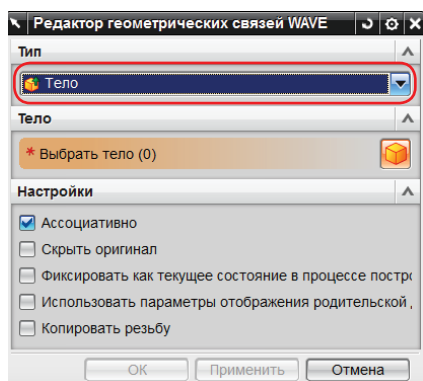 Редактор геометрических связей WAVE
Тип
Тело
Тело
* Выбрать тело (0)
Настройки
Ассоциативно
Скрыть оригинал
Фиксировать как текущее состояние в процессе постро
Использовать параметры отображения родительской
Копировать резьбу
ОК Применить Отмена